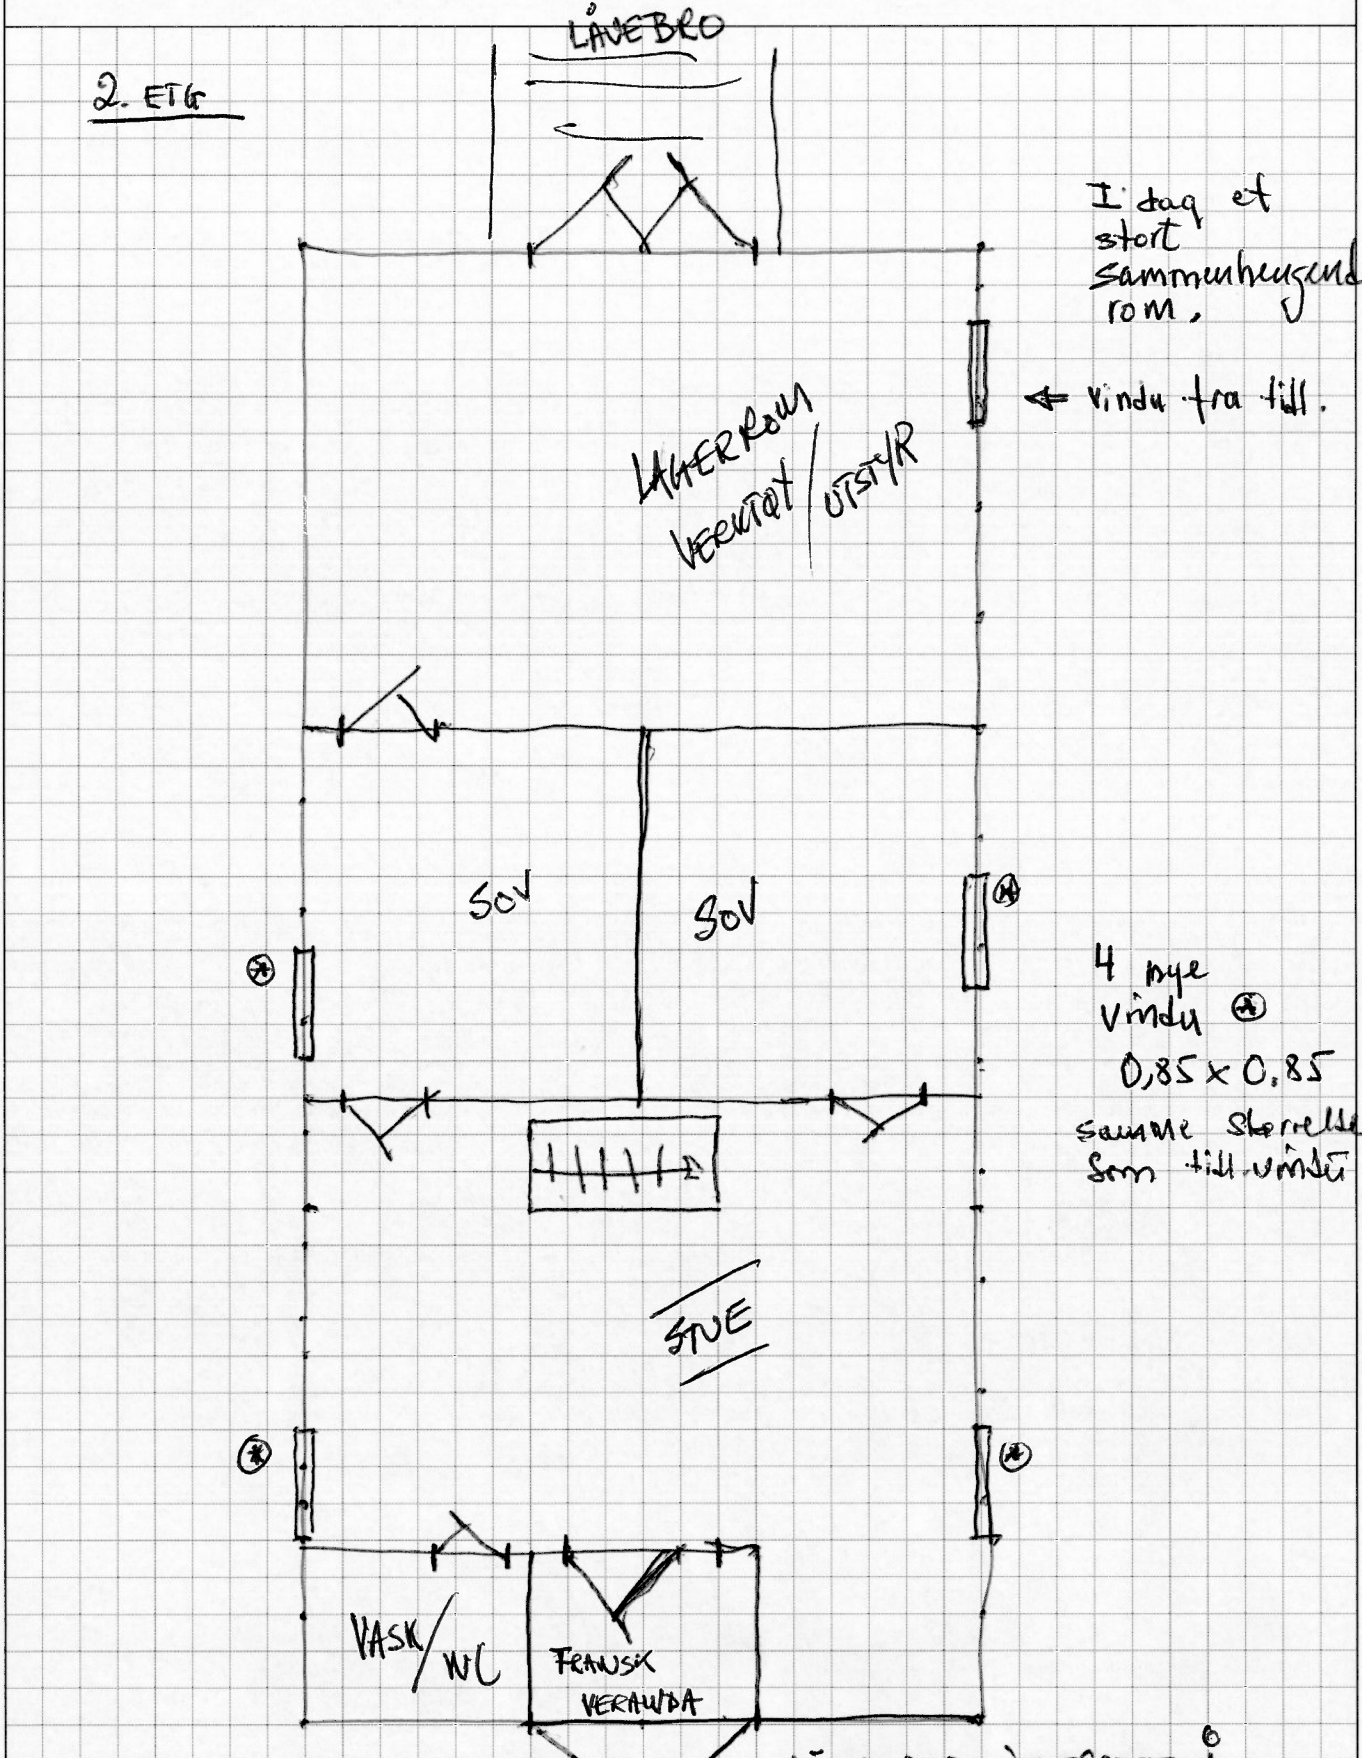 LÅVEBRO
2. ETG
I dag et
stort
sammenhengend
rom.
← vindu fra till.
LAGERROM
VERKTØY / UTSTYR
SOV
SOV
4 nye
vindu ⊛
0,85 x 0.85
samme størrelse
som till. vindu
STUE
VASK/WC
FRANSK
VERANDA